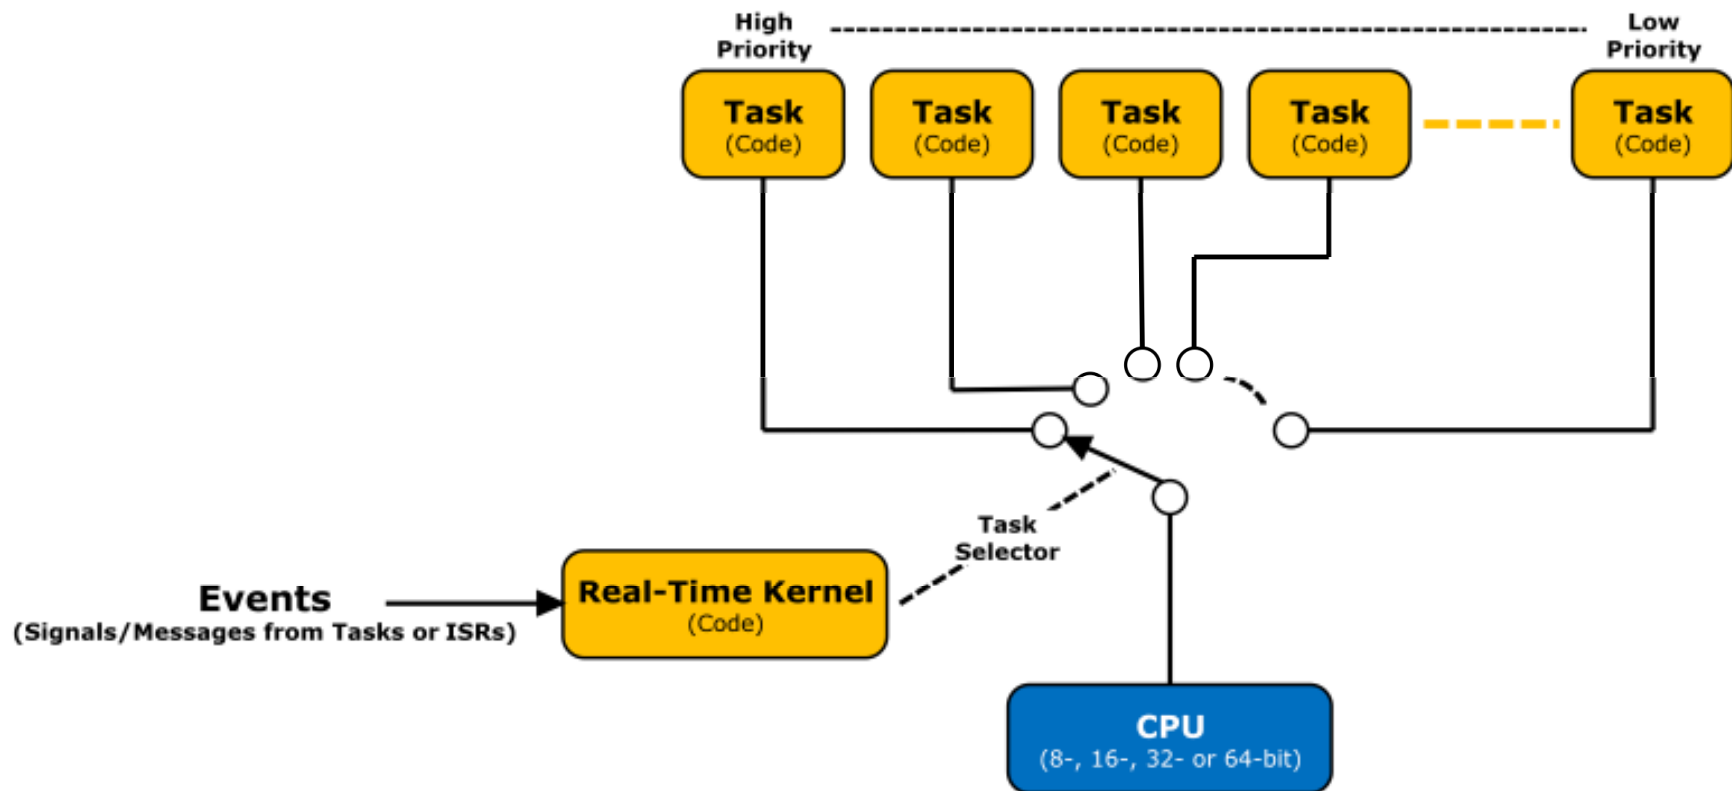 High
Priority
Low
Priority
Task
(Code)
Task
(Code)
Task
(Code)
Task
(Code)
Task
(Code)
Task
Selector
Events
(Signals/Messages from Tasks or ISRs)
Real-Time Kernel
(Code)
CPU
(8-, 16-, 32- or 64-bit)